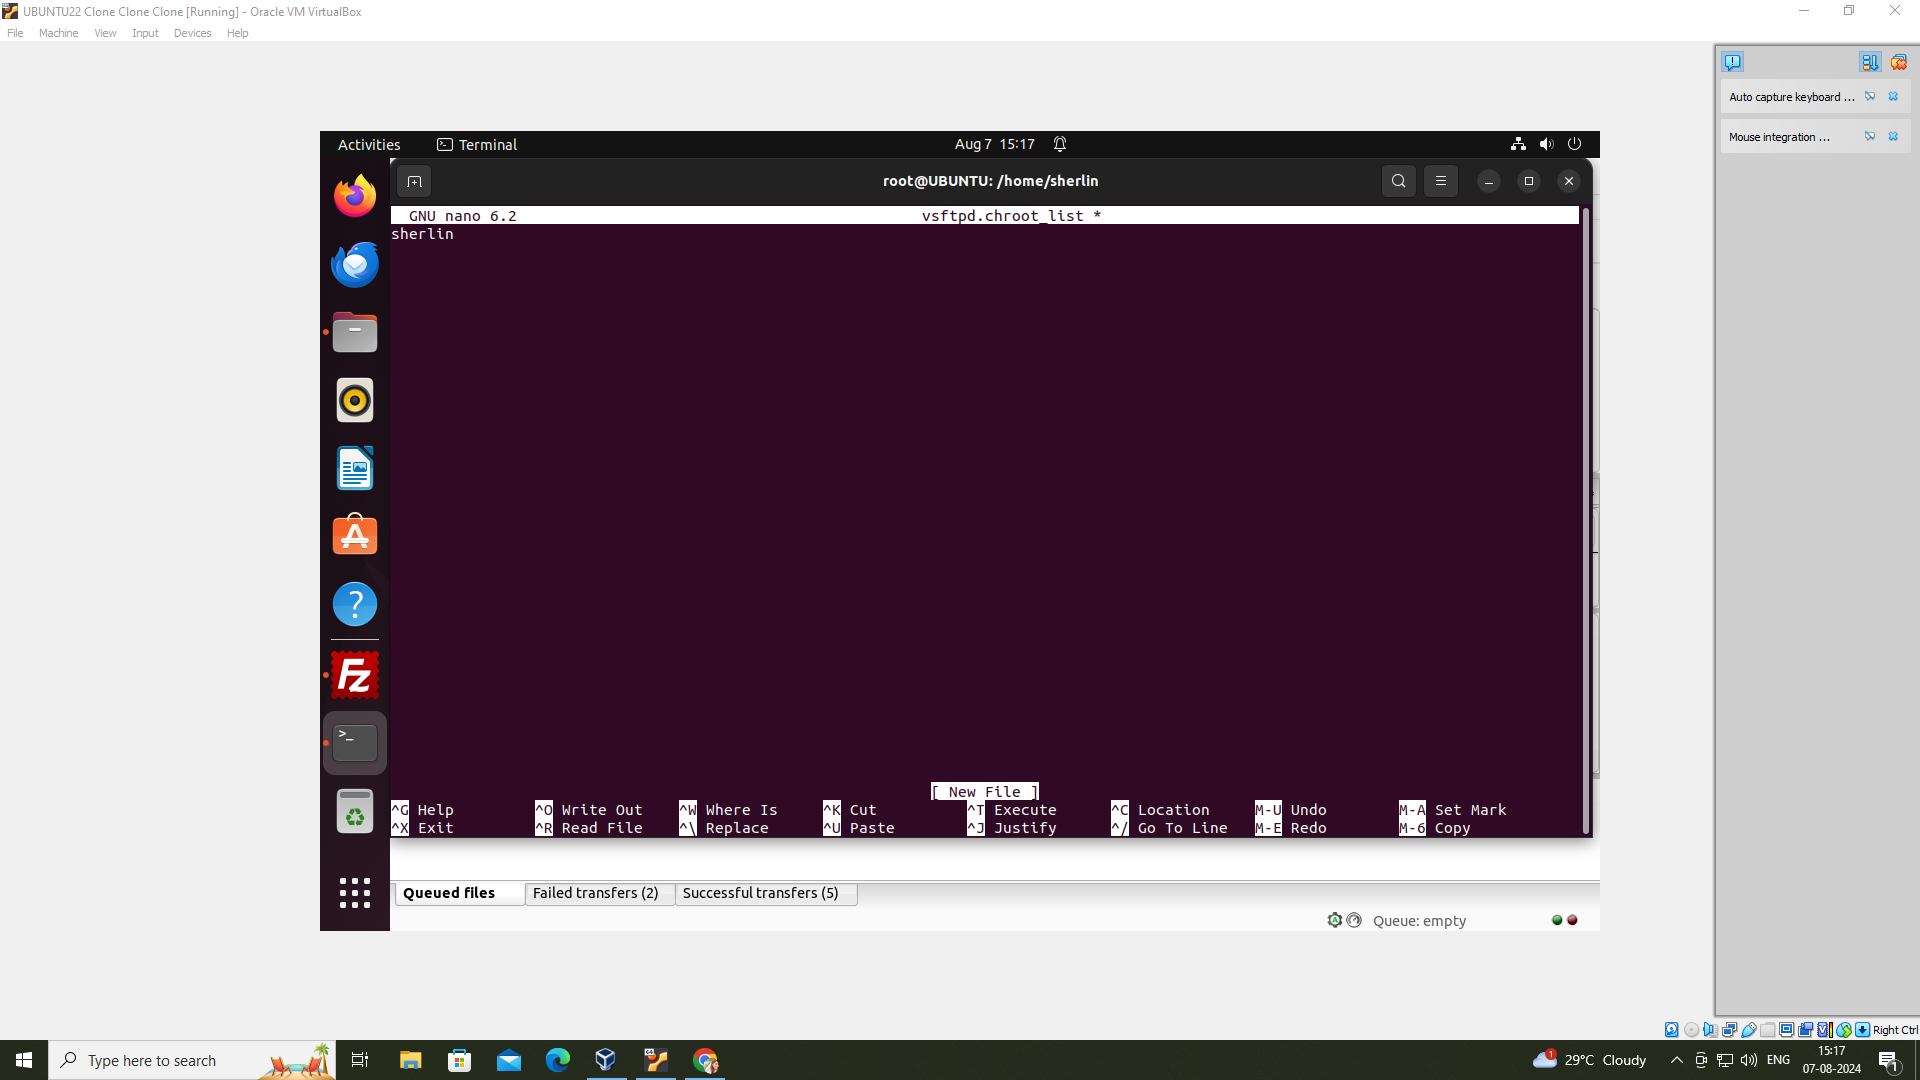 UBUNTU22 Clone Clone Clone [Running] - Oracle VM VirtualBox
File Machine View Input Devices Help
Auto capture keyboard ...
Mouse integration ...
Activities Terminal Aug 7 15:17
root@UBUNTU: /home/sherlin
GNU nano 6.2 vsftpd.chroot_list *
sherlin
[ New File ]
^G Help ^O Write Out ^W Where Is ^K Cut ^T Execute ^C Location M-U Undo M-A Set Mark
^X Exit ^R Read File ^\ Replace ^U Paste ^J Justify ^/ Go To Line M-E Redo M-6 Copy
Queued files Failed transfers (2) Successful transfers (5)
Queue: empty
Right Ctrl
Type here to search
1 29°C Cloudy ENG 15:17
07-08-2024
1